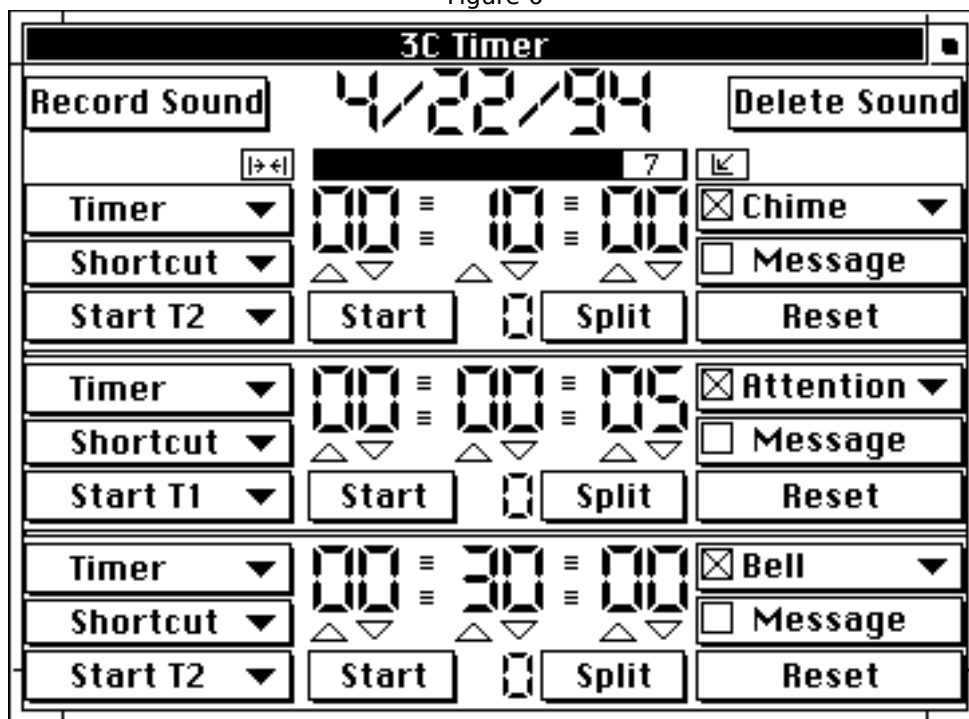 Figure 6
3C Timer
Record Sound 4/22/94 Delete Sound
7
Timer 00 : 10 : 00 Chime
Shortcut Message
Start T2 Start 0 Split Reset
Timer 00 : 00 : 05 Attention
Shortcut Message
Start T1 Start 0 Split Reset
Timer 00 : 30 : 00 Bell
Shortcut Message
Start T2 Start 0 Split Reset